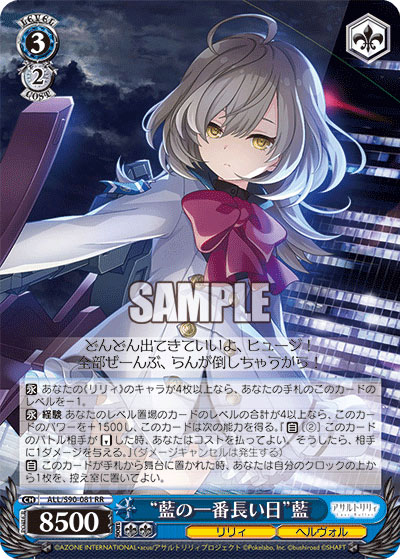 LEVEL
3
2
COST
SAMPLE
どんどん出てきていいよ、ヒュージ！
全部ぜーんぶ、らんが倒しちゃうから！
永 あなたの《リリィ》のキャラが4枚以上なら、あなたの手札のこのカードの
レベルを－1。
永 経験 あなたのレベル置場のカードのレベルの合計が4以上なら、このカード
のパワーを＋1500し、このカードは次の能力を得る。『自［②］ このカードの
バトル相手が した時、あなたはコストを払ってよい。そうしたら、相手
に1ダメージを与える。』（ダメージキャンセルは発生する）
自 このカードが手札から舞台に置かれた時、あなたは自分のクロックの上から
1枚を、控え室に置いてよい。
CH ALL/S90-081 RR
“藍の一番長い日”藍
アサルトリリィ
8500
リリィ
ヘルヴォル
©AZONE INTERNATIONAL・acus/アサルトリリィプロジェクト ©Pokelabo, Inc. ©bushiroad ©SHAFT